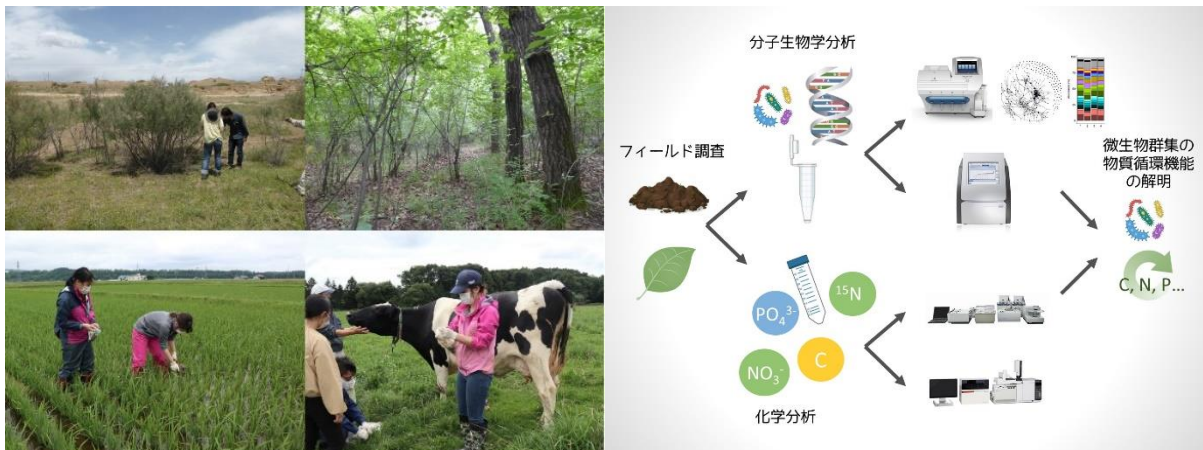 分子生物学分析
フィールド調査
微生物群集の
物質循環機能
の解明
C, N, P...
¹⁵N
PO₄³⁻
C
NO₃⁻
化学分析